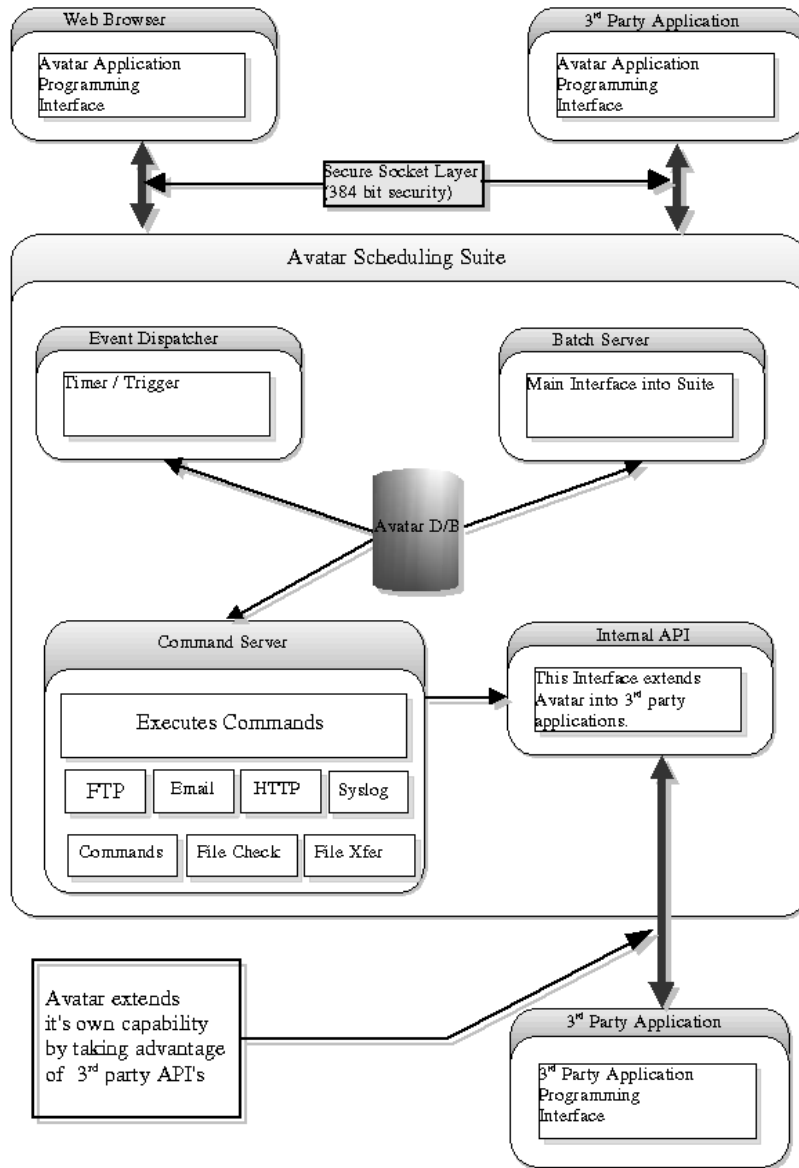 Web Browser
Avatar Application
Programming
Interface
3rd Party Application
Avatar Application
Programming
Interface
Secure Socket Layer
(384 bit security)
Avatar Scheduling Suite
Event Dispatcher
Timer / Trigger
Batch Server
Main Interface into Suite
Avatar D/B
Command Server
Executes Commands
FTP
Email
HTTP
Syslog
Commands
File Check
File Xfer
Internal API
This Interface extends
Avatar into 3rd party
applications.
Avatar extends
it's own capability
by taking advantage
of 3rd party API's
3rd Party Application
3rd Party Application
Programming
Interface